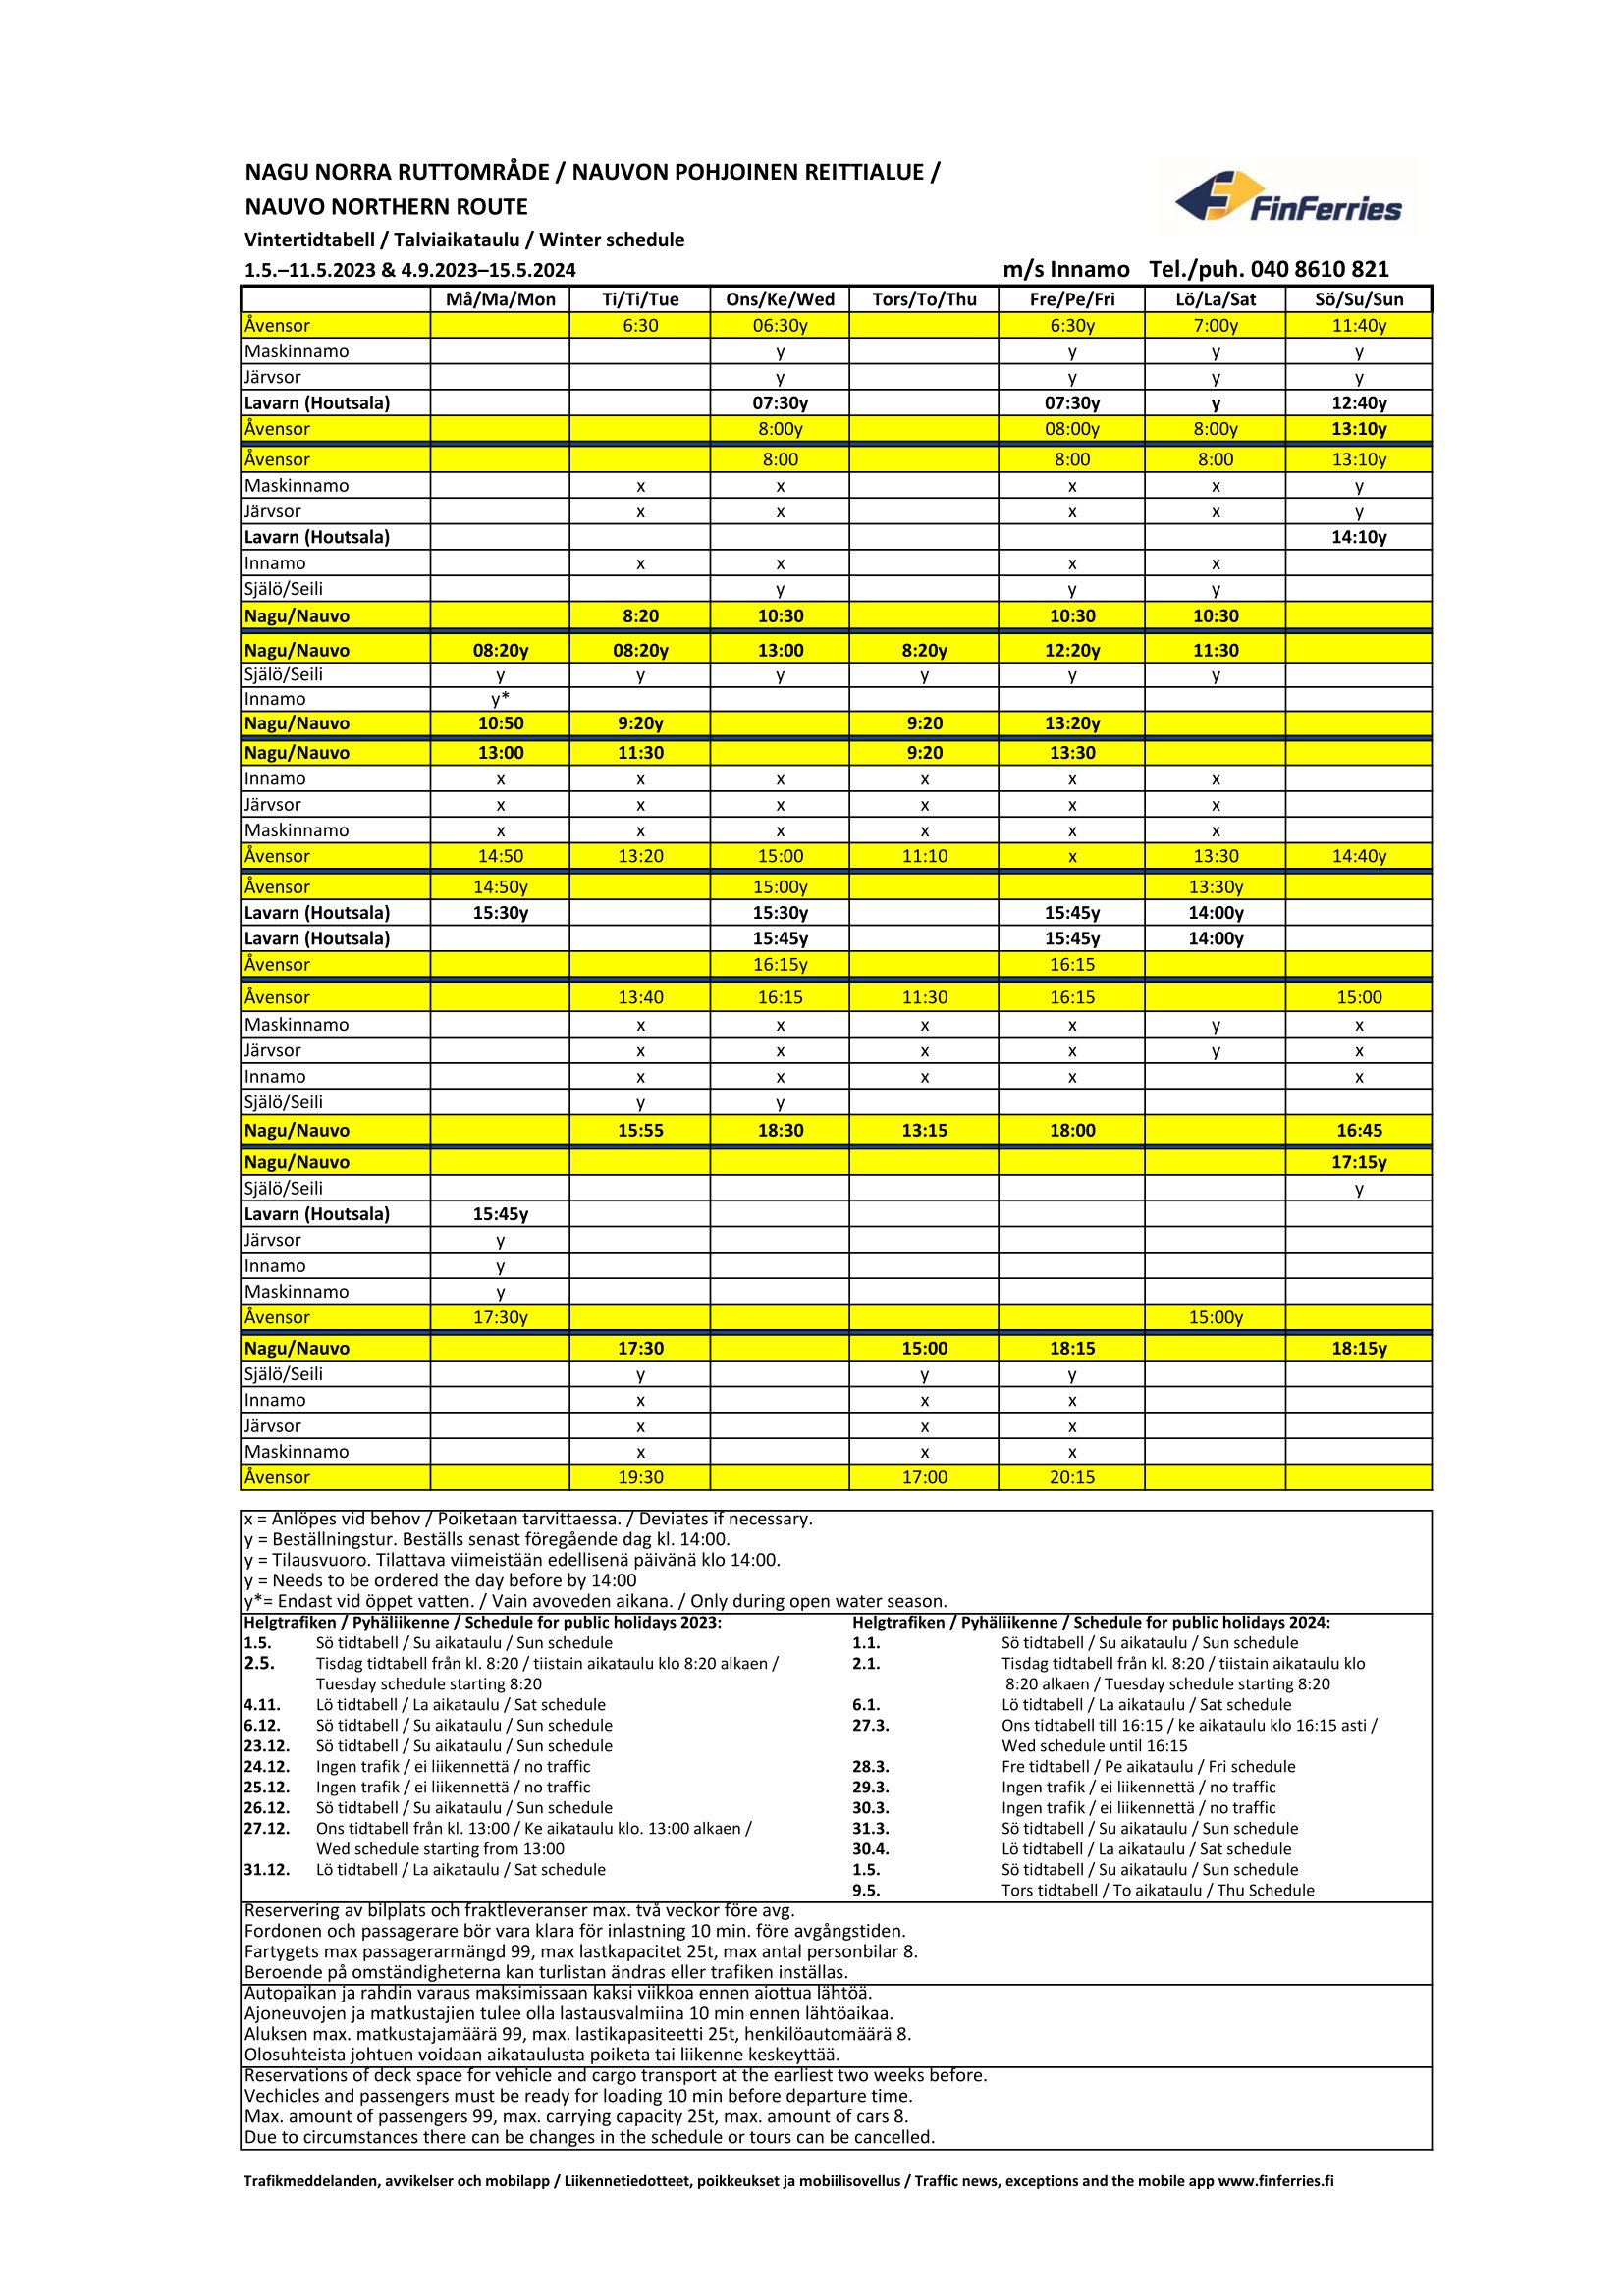 NAGU NORRA RUTTOMRÅDE / NAUVON POHJOINEN REITTIALUE /
NAUVO NORTHERN ROUTE
FinFerries
Vintertidtabell / Talviaikataulu / Winter schedule
1.5.–11.5.2023 & 4.9.2023–15.5.2024 m/s Innamo Tel./puh. 040 8610 821
Må/Ma/Mon Ti/Ti/Tue Ons/Ke/Wed Tors/To/Thu Fre/Pe/Fri Lö/La/Sat Sö/Su/Sun
Åvensor 6:30 06:30y 6:30y 7:00y 11:40y
Maskinnamo y y y y
Järvsor y y y y
Lavarn (Houtsala) 07:30y 07:30y y 12:40y
Åvensor 8:00y 08:00y 8:00y 13:10y
Åvensor 8:00 8:00 8:00 13:10y
Maskinnamo x x x x y
Järvsor x x x x y
Lavarn (Houtsala) 14:10y
Innamo x x x x
Själö/Seili y y y
Nagu/Nauvo 8:20 10:30 10:30 10:30
Nagu/Nauvo 08:20y 08:20y 13:00 8:20y 12:20y 11:30
Själö/Seili y y y y y y
Innamo y*
Nagu/Nauvo 10:50 9:20y 9:20 13:20y
Nagu/Nauvo 13:00 11:30 9:20 13:30
Innamo x x x x x x
Järvsor x x x x x x
Maskinnamo x x x x x x
Åvensor 14:50 13:20 15:00 11:10 x 13:30 14:40y
Åvensor 14:50y 15:00y 13:30y
Lavarn (Houtsala) 15:30y 15:30y 15:45y 14:00y
Lavarn (Houtsala) 15:45y 15:45y 14:00y
Åvensor 16:15y 16:15
Åvensor 13:40 16:15 11:30 16:15 15:00
Maskinnamo x x x x y x
Järvsor x x x x y x
Innamo x x x x x
Själö/Seili y y
Nagu/Nauvo 15:55 18:30 13:15 18:00 16:45
Nagu/Nauvo 17:15y
Själö/Seili y
Lavarn (Houtsala) 15:45y
Järvsor y
Innamo y
Maskinnamo y
Åvensor 17:30y 15:00y
Nagu/Nauvo 17:30 15:00 18:15 18:15y
Själö/Seili y y y
Innamo x x x
Järvsor x x x
Maskinnamo x x x
Åvensor 19:30 17:00 20:15
x = Anlöpes vid behov / Poiketaan tarvittaessa. / Deviates if necessary.
y = Beställningstur. Beställs senast föregående dag kl. 14:00.
y = Tilausvuoro. Tilattava viimeistään edellisenä päivänä klo 14:00.
y = Needs to be ordered the day before by 14:00
y*= Endast vid öppet vatten. / Vain avoveden aikana. / Only during open water season.
Helgtrafiken / Pyhäliikenne / Schedule for public holidays 2023:
1.5. Sö tidtabell / Su aikataulu / Sun schedule
2.5. Tisdag tidtabell från kl. 8:20 / tiistain aikataulu klo 8:20 alkaen /
Tuesday schedule starting 8:20
4.11. Lö tidtabell / La aikataulu / Sat schedule
6.12. Sö tidtabell / Su aikataulu / Sun schedule
23.12. Sö tidtabell / Su aikataulu / Sun schedule
24.12. Ingen trafik / ei liikennettä / no traffic
25.12. Ingen trafik / ei liikennettä / no traffic
26.12. Sö tidtabell / Su aikataulu / Sun schedule
27.12. Ons tidtabell från kl. 13:00 / Ke aikataulu klo. 13:00 alkaen /
Wed schedule starting from 13:00
31.12. Lö tidtabell / La aikataulu / Sat schedule
Helgtrafiken / Pyhäliikenne / Schedule for public holidays 2024:
1.1. Sö tidtabell / Su aikataulu / Sun schedule
2.1. Tisdag tidtabell från kl. 8:20 / tiistain aikataulu klo
8:20 alkaen / Tuesday schedule starting 8:20
6.1. Lö tidtabell / La aikataulu / Sat schedule
27.3. Ons tidtabell till 16:15 / ke aikataulu klo 16:15 asti /
Wed schedule until 16:15
28.3. Fre tidtabell / Pe aikataulu / Fri schedule
29.3. Ingen trafik / ei liikennettä / no traffic
30.3. Ingen trafik / ei liikennettä / no traffic
31.3. Sö tidtabell / Su aikataulu / Sun schedule
30.4. Lö tidtabell / La aikataulu / Sat schedule
1.5. Sö tidtabell / Su aikataulu / Sun schedule
9.5. Tors tidtabell / To aikataulu / Thu Schedule
Reservering av bilplats och fraktleveranser max. två veckor före avg.
Fordonen och passagerare bör vara klara för inlastning 10 min. före avgångstiden.
Fartygets max passagerarmängd 99, max lastkapacitet 25t, max antal personbilar 8.
Beroende på omständigheterna kan turlistan ändras eller trafiken inställas.
Autopaikan ja rahdin varaus maksimissaan kaksi viikkoa ennen aiottua lähtöä.
Ajoneuvojen ja matkustajien tulee olla lastausvalmiina 10 min ennen lähtöaikaa.
Aluksen max. matkustajamäärä 99, max. lastikapasiteetti 25t, henkilöautomäärä 8.
Olosuhteista johtuen voidaan aikataulusta poiketa tai liikenne keskeyttää.
Reservations of deck space for vehicle and cargo transport at the earliest two weeks before.
Vechicles and passengers must be ready for loading 10 min before departure time.
Max. amount of passengers 99, max. carrying capacity 25t, max. amount of cars 8.
Due to circumstances there can be changes in the schedule or tours can be cancelled.
Trafikmeddelanden, avvikelser och mobilapp / Liikennetiedotteet, poikkeukset ja mobiilisovellus / Traffic news, exceptions and the mobile app www.finferries.fi